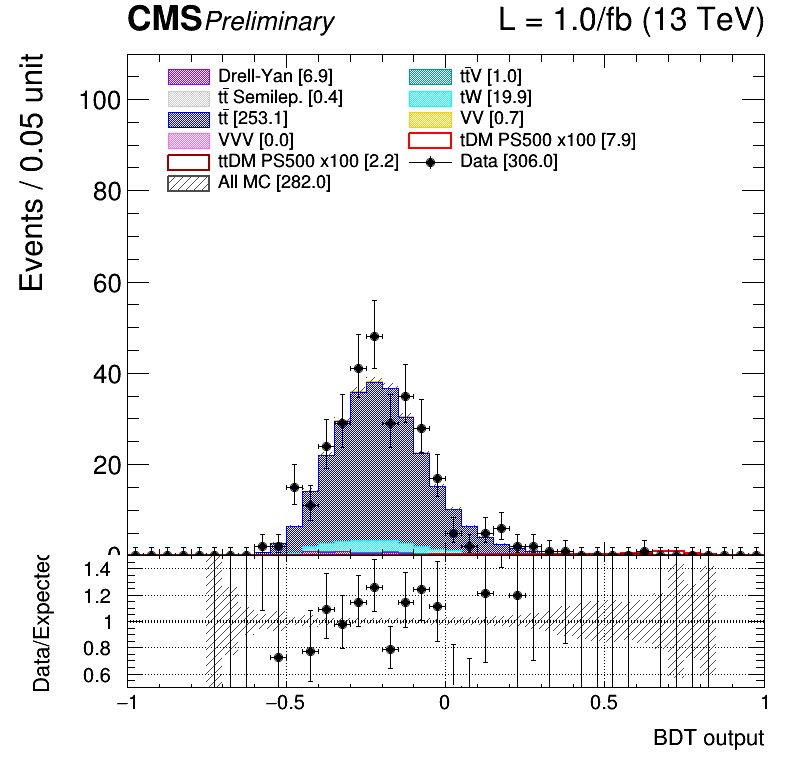 CMS Preliminary L = 1.0/fb (13 TeV)
Events / 0.05 unit
100
80
60
40
20
0
Drell-Yan [6.9]
tt̄V [1.0]
tt̄ Semilep. [0.4]
tW [19.9]
tt̄ [253.1]
VV [0.7]
VVV [0.0]
tDM PS500 x100 [7.9]
ttDM PS500 x100 [2.2]
Data [306.0]
All MC [282.0]
Data/Expected
1.4
1.2
1
0.8
0.6
−1 −0.5 0 0.5 1
BDT output